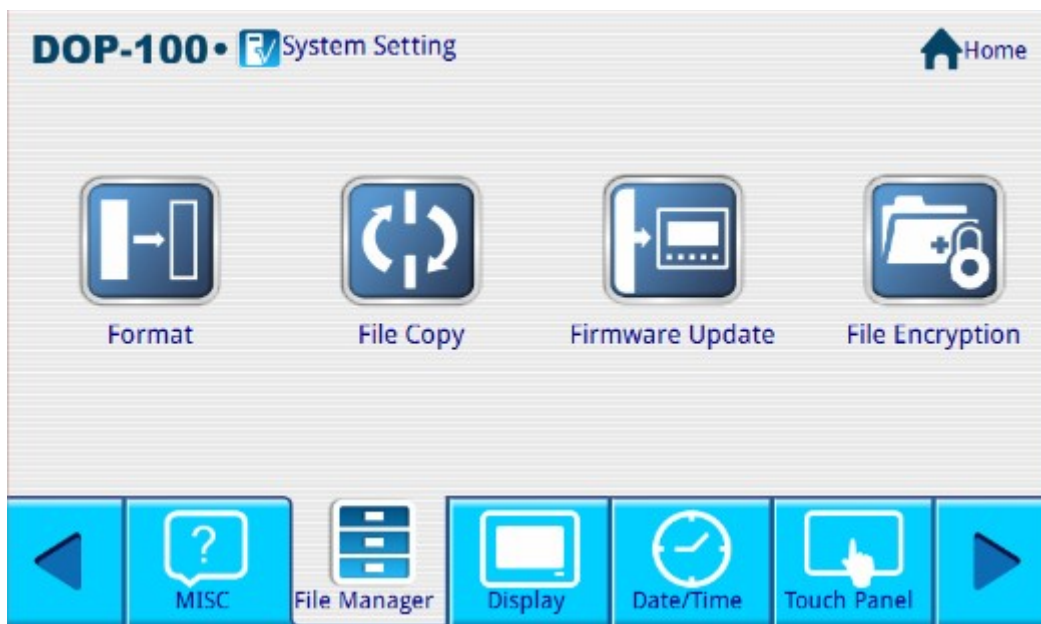 DOP-100• System Setting
Home
Format
File Copy
Firmware Update
File Encryption
?
MISC
File Manager
Display
Date/Time
Touch Panel